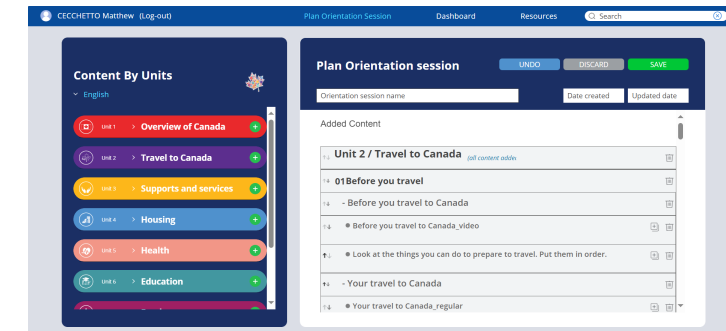 CECCHETTO Matthew (Log-out)
Plan Orientation Session
Dashboard
Resources
Search
Content By Units
English
Unit 1 > Overview of Canada
Unit 2 > Travel to Canada
Unit 3 > Supports and services
Unit 4 > Housing
Unit 5 > Health
Unit 6 > Education
Plan Orientation session
UNDO
DISCARD
SAVE
Orientation session name
Date created
Updated date
Added Content
Unit 2 / Travel to Canada (all content added
01Before you travel
- Before you travel to Canada
● Before you travel to Canada_video
● Look at the things you can do to prepare to travel. Put them in order.
- Your travel to Canada
● Your travel to Canada_regular